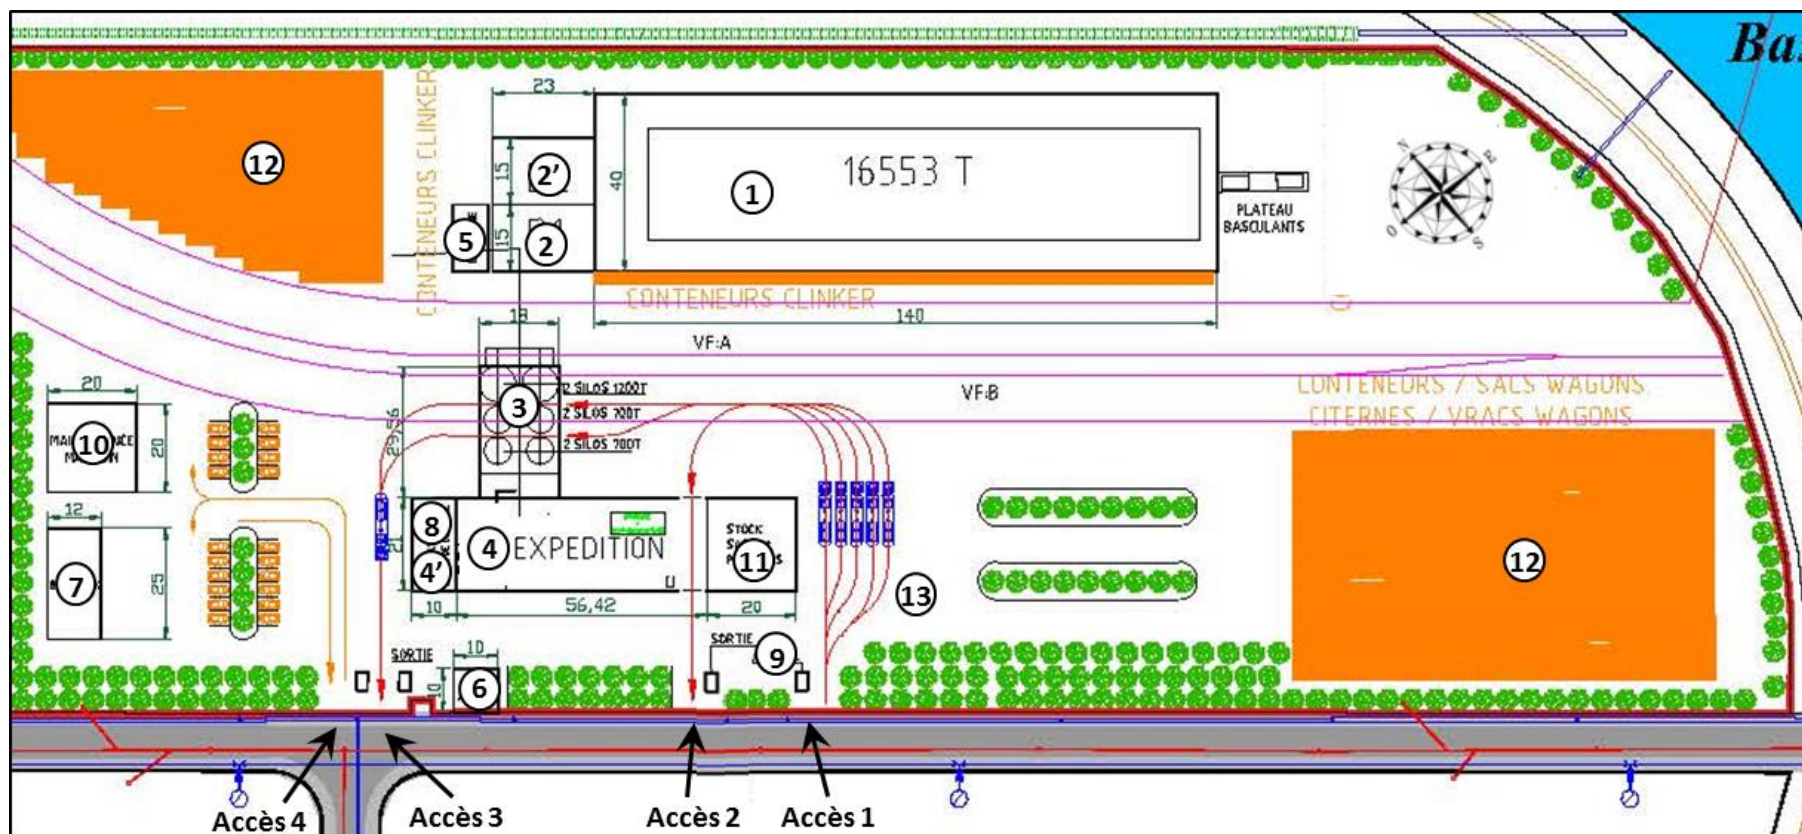 Bas
23
12
CONTENEURS CLINKER
15
2'
40
1
16553 T
N
E
PLATEAU
BASCULANTS
5
15
2
O
S
CONTENEURS CLINKER
18
140
VF:A
20
2 SILOS 1200T
VF:B
CONTENEURS / SACS WAGONS
CITERNES / VRACS WAGONS
3
2 SILOS 700T
10
20
29,56
2 SILOS 700T
12
8
4
EXPEDITION
STOCK
11
12
7
25
21
4'
13
10
56,42
20
SORTIE
10
SORTIE
9
10
6
Accès 4
Accès 3
Accès 2
Accès 1